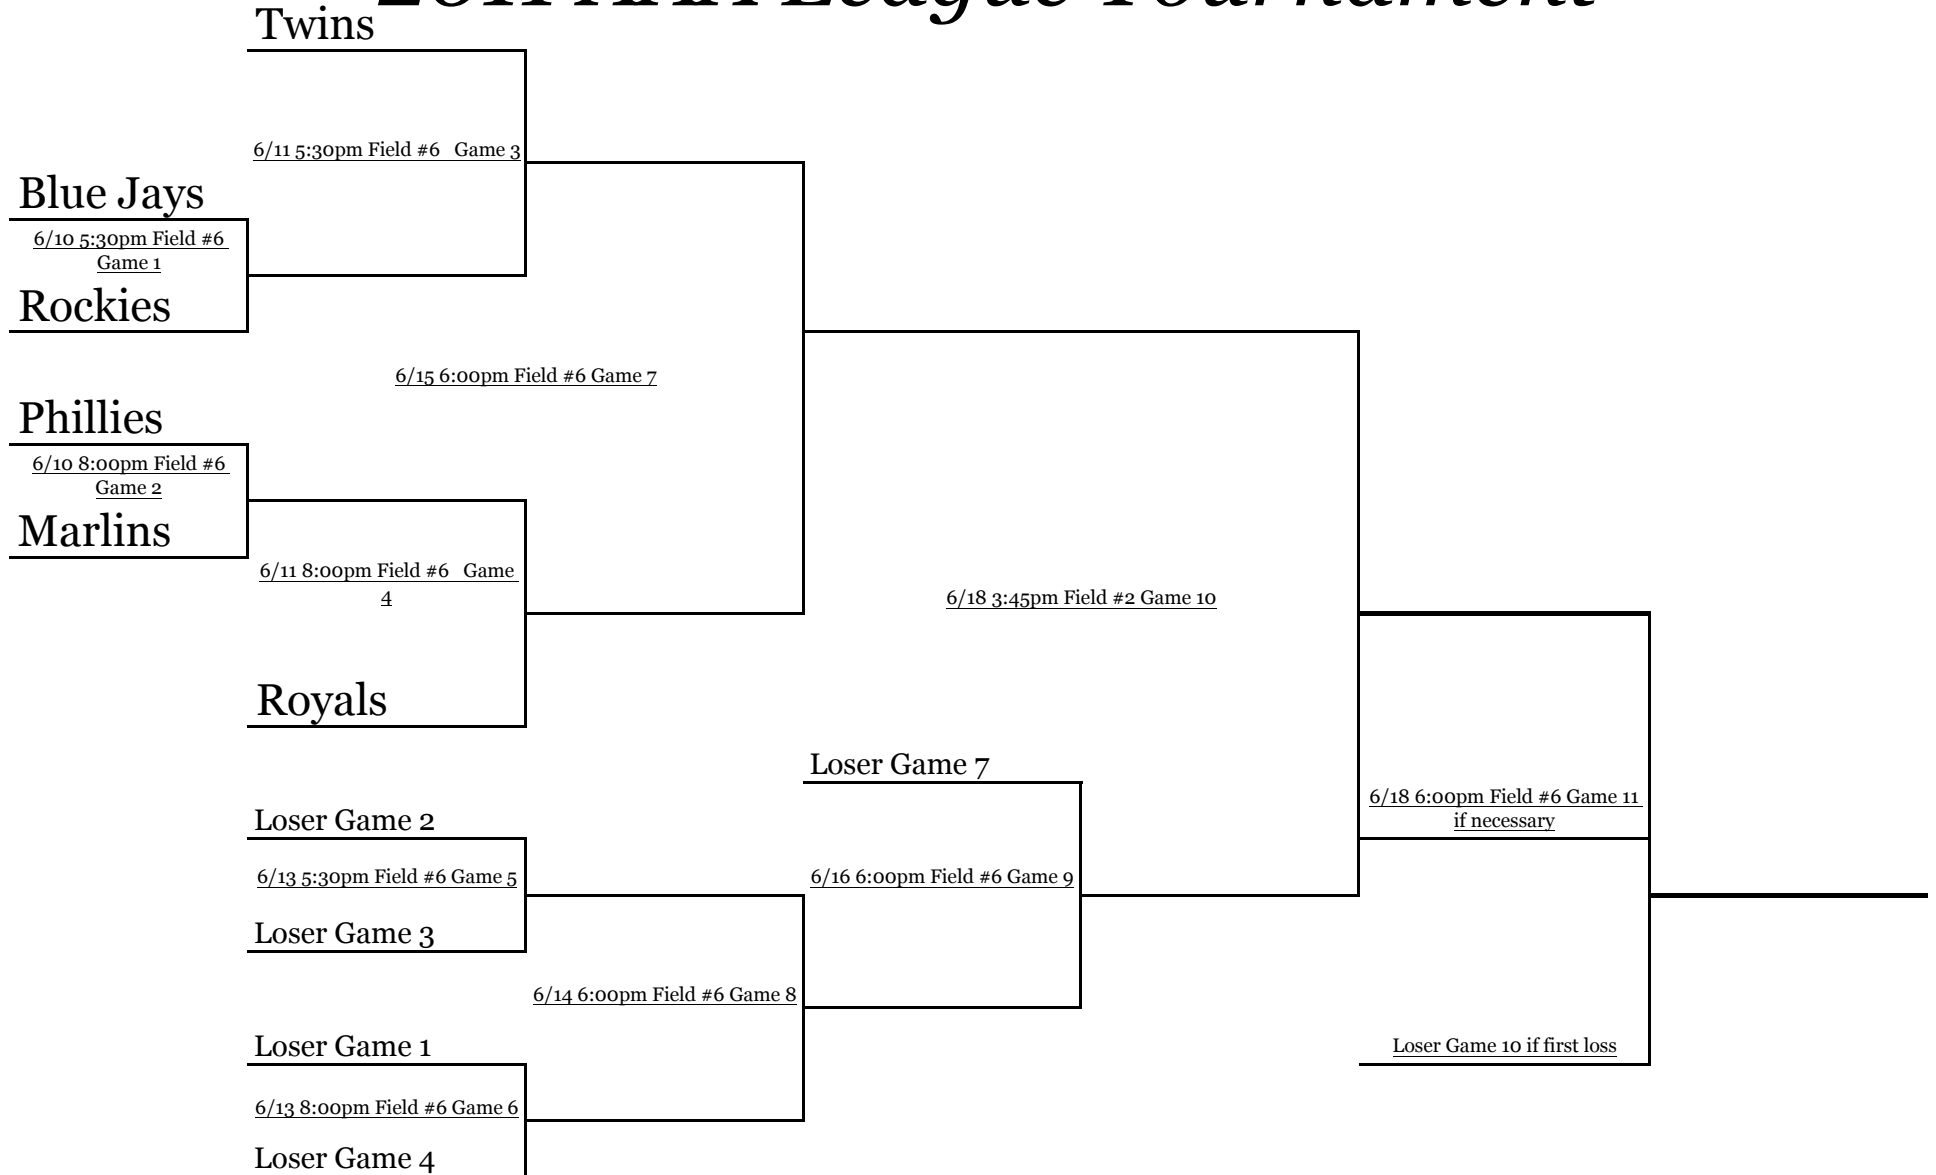 League Tournament
Twins
6/11 5:30pm Field #6 Game 3
Blue Jays
6/10 5:30pm Field #6
Game 1
Rockies
6/15 6:00pm Field #6 Game 7
Phillies
6/10 8:00pm Field #6
Game 2
Marlins
6/11 8:00pm Field #6 Game
4
6/18 3:45pm Field #2 Game 10
Royals
Loser Game 7
6/18 6:00pm Field #6 Game 11
if necessary
Loser Game 2
6/13 5:30pm Field #6 Game 5
6/16 6:00pm Field #6 Game 9
Loser Game 3
6/14 6:00pm Field #6 Game 8
Loser Game 1
Loser Game 10 if first loss
6/13 8:00pm Field #6 Game 6
Loser Game 4